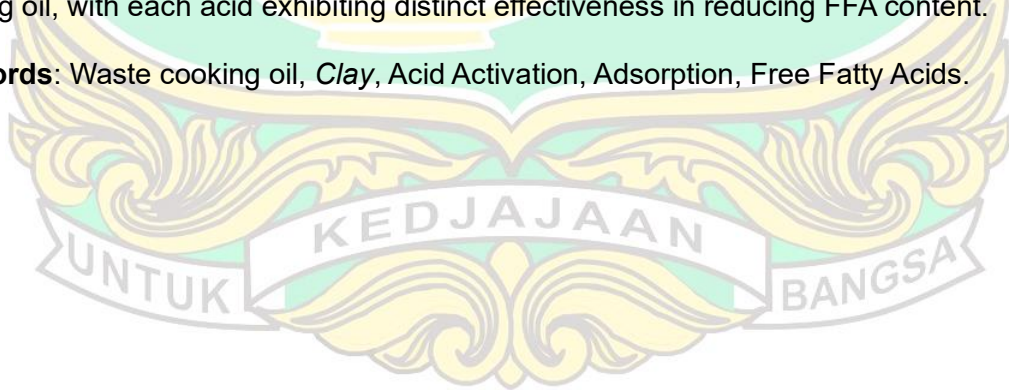 g oil, with each acid exhibiting distinct effectiveness in reducing FFA content.
ords: Waste cooking oil, Clay, Acid Activation, Adsorption, Free Fatty Acids.
KEDJAJAAN
UNTUK
BANGSA